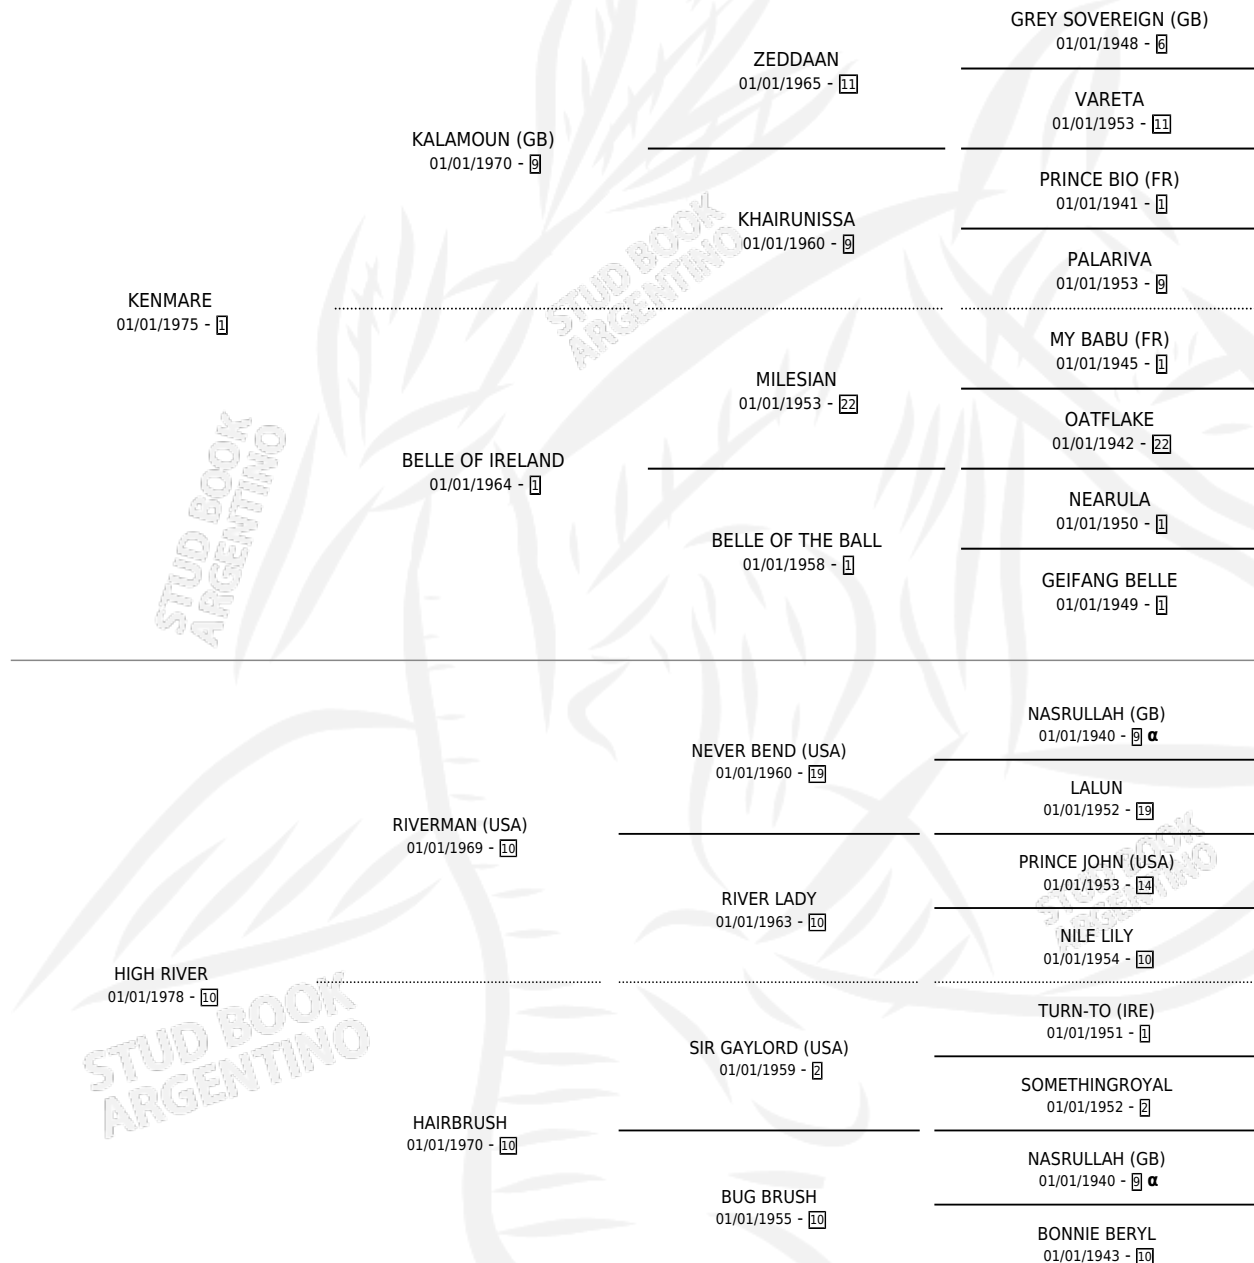 GREY SOVEREIGN (GB)
01/01/1948 - 6
ZEDDAAN
01/01/1965 - 11
VARETA
01/01/1953 - 11
KALAMOUN (GB)
01/01/1970 - 9
PRINCE BIO (FR)
01/01/1941 - 1
KHAIRUNISSA
01/01/1960 - 9
PALARIVA
01/01/1953 - 9
KENMARE
01/01/1975 - 1
MY BABU (FR)
01/01/1945 - 1
MILESIAN
01/01/1953 - 22
OATFLAKE
01/01/1942 - 22
BELLE OF IRELAND
01/01/1964 - 1
NEARULA
01/01/1950 - 1
BELLE OF THE BALL
01/01/1958 - 1
GEIFANG BELLE
01/01/1949 - 1
NASRULLAH (GB)
01/01/1940 - 9 α
NEVER BEND (USA)
01/01/1960 - 19
LALUN
01/01/1952 - 19
RIVERMAN (USA)
01/01/1969 - 10
PRINCE JOHN (USA)
01/01/1953 - 14
RIVER LADY
01/01/1963 - 10
NILE LILY
01/01/1954 - 10
HIGH RIVER
01/01/1978 - 10
TURN-TO (IRE)
01/01/1951 - 1
SIR GAYLORD (USA)
01/01/1959 - 2
SOMETHINGROYAL
01/01/1952 - 2
HAIRBRUSH
01/01/1970 - 10
NASRULLAH (GB)
01/01/1940 - 9 α
BUG BRUSH
01/01/1955 - 10
BONNIE BERYL
01/01/1943 - 10
STUD BOOK
ARGENTINO
STUD BOOK
ARGENTINO
STUD BOOK
ARGENTINO
STUD BOOK
ARGENTINO